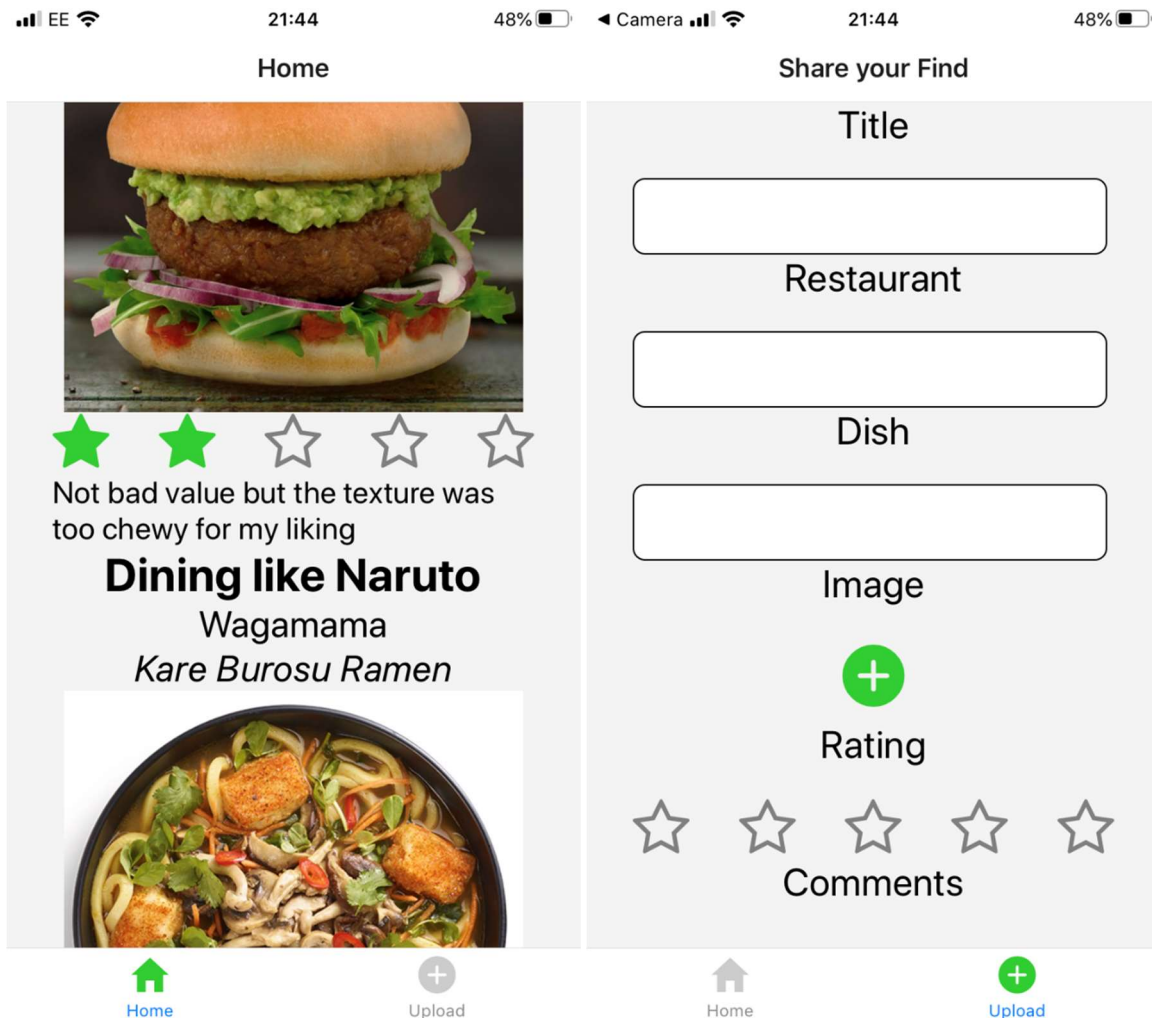 EE 21:44 48%
Home
Not bad value but the texture was
too chewy for my liking
Dining like Naruto
Wagamama
Kare Burosu Ramen
Home Upload
Camera 21:44 48%
Share your Find
Title
Restaurant
Dish
Image
Rating
Comments
Home Upload